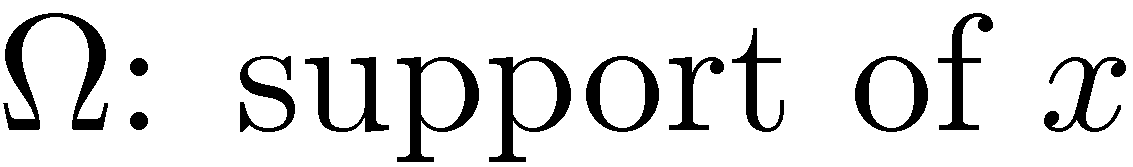 Ω: support of x